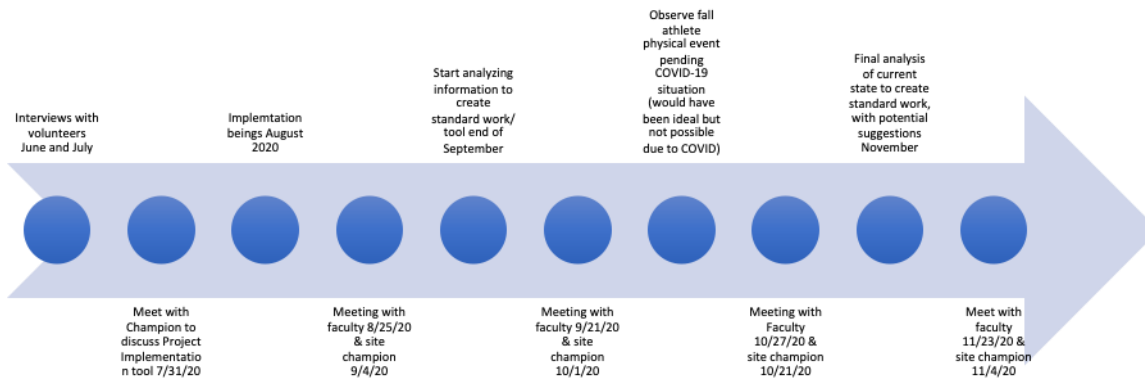 Interviews with
volunteers
June and July
Meet with
Champion to
discuss Project
Implementatio
n tool 7/31/20
Implemtation
beings August
2020
Meeting with
faculty 8/25/20
& site
champion
9/4/20
Start analyzing
information to
create
standard work/
tool end of
September
Meeting with
faculty 9/21/20
& site
champion
10/1/20
Observe fall
athlete
physical event
pending
COVID-19
situation
(would have
been ideal but
not possible
due to COVID)
Meeting with
Faculty
10/27/20 &
site champion
10/21/20
Final analysis
of current
state to create
standard work,
with potential
suggestions
November
Meet with
faculty
11/23/20 &
site champion
11/4/20